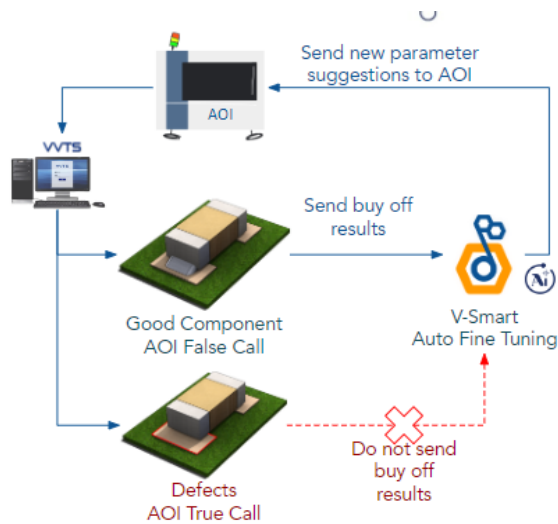 Send new parameter
suggestions to AOI
AOI
VVTS
Send buy off
results
Good Component
AOI False Call
V-Smart
Auto Fine Tuning
Ai
Do not send
buy off
results
Defects
AOI True Call